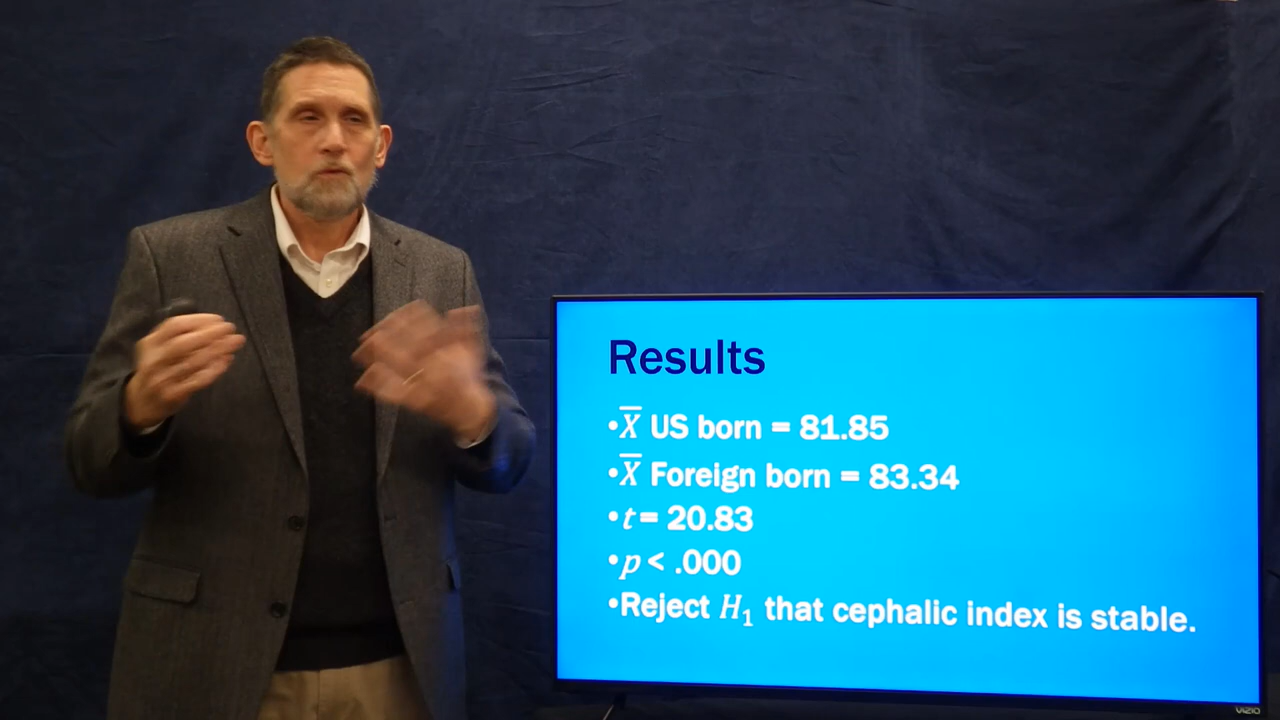 Results
•X̅ US born = 81.85
•X̅ Foreign born = 83.34
•t = 20.83
•p < .000
•Reject H₁ that cephalic index is stable.
VIZIO